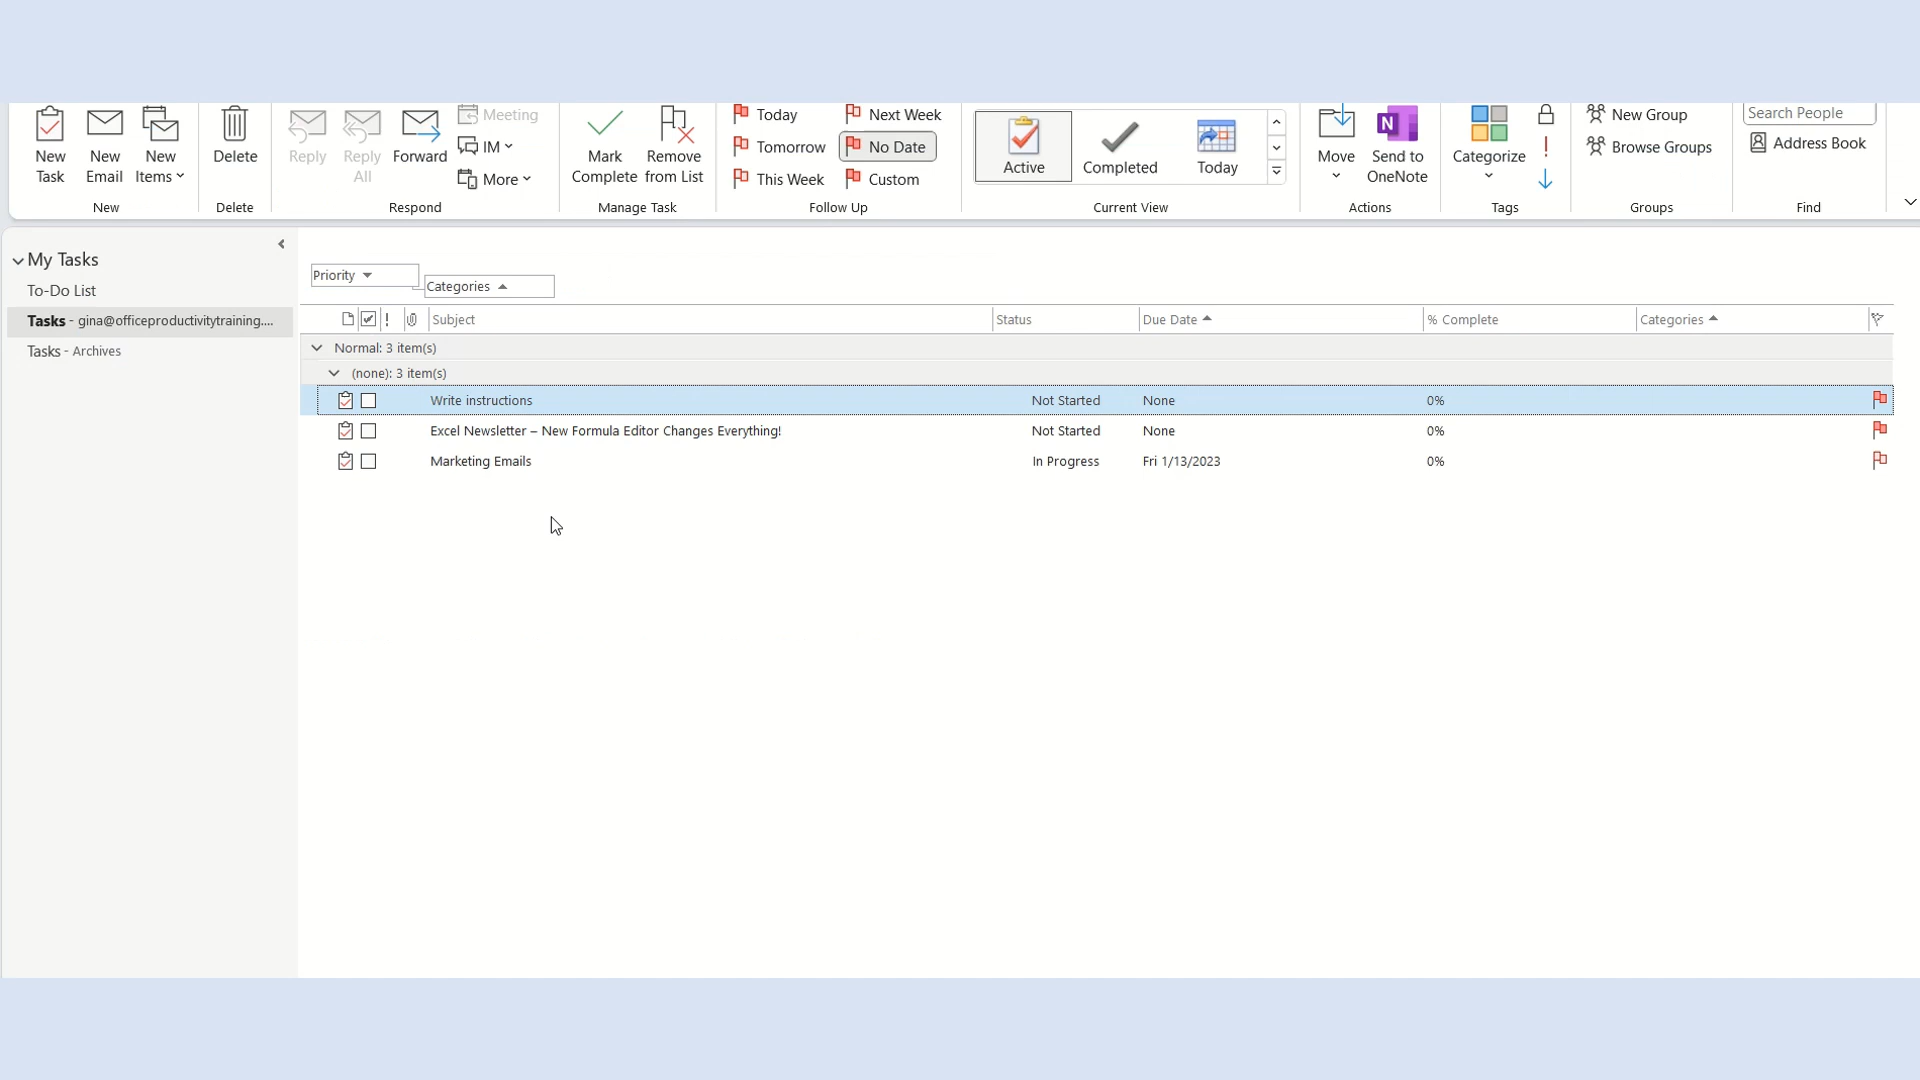 New Task
New Email
New Items
New
Delete
Delete
Reply
Reply All
Forward
Meeting
IM
More
Respond
Mark Complete
Remove from List
Manage Task
Today
Tomorrow
This Week
Next Week
No Date
Custom
Follow Up
Active
Completed
Today
Current View
Move
Send to OneNote
Actions
Categorize
Tags
New Group
Browse Groups
Groups
Search People
Address Book
Find
My Tasks
To-Do List
Tasks - gina@officeproductivitytraining....
Tasks - Archives
Priority
Categories
! Subject Status Due Date % Complete Categories
Normal: 3 item(s)
(none): 3 item(s)
Write instructions Not Started None 0%
Excel Newsletter – New Formula Editor Changes Everything! Not Started None 0%
Marketing Emails In Progress Fri 1/13/2023 0%